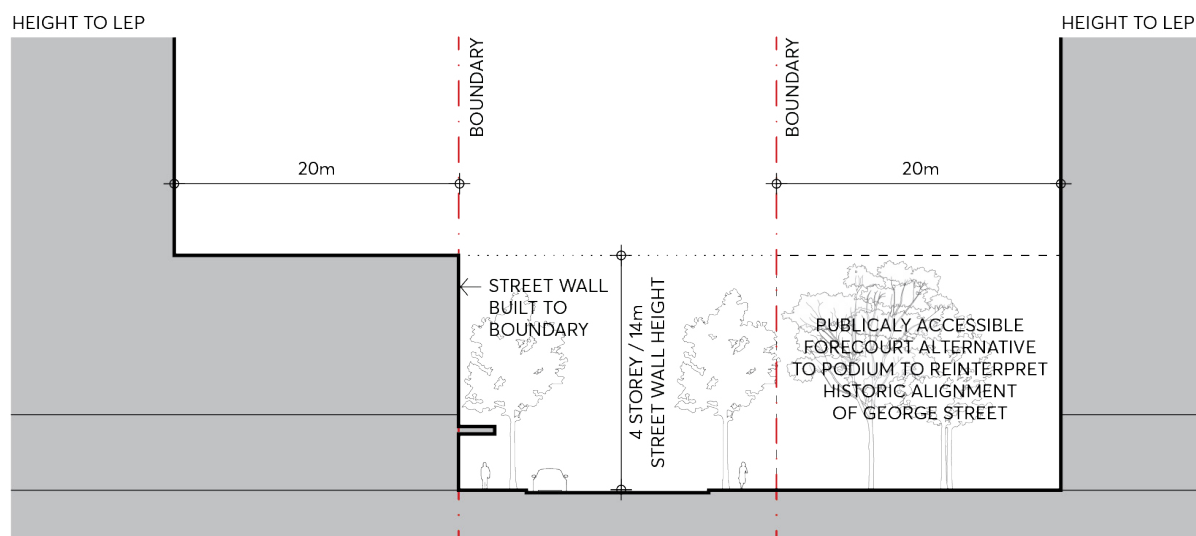 HEIGHT TO LEP
HEIGHT TO LEP
BOUNDARY
BOUNDARY
20m
20m
STREET WALL
BUILT TO
BOUNDARY
4 STOREY / 14m
STREET WALL HEIGHT
PUBLICALY ACCESSIBLE
FORECOURT ALTERNATIVE
TO PODIUM TO REINTERPRET
HISTORIC ALIGNMENT
OF GEORGE STREET